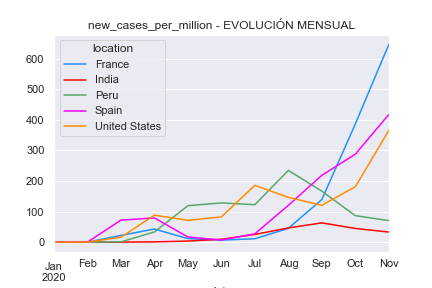 new_cases_per_million - EVOLUCIÓN MENSUAL
location
France
India
Peru
Spain
United States
600
500
400
300
200
100
0
Jan Feb Mar Apr May Jun Jul Aug Sep Oct Nov
2020